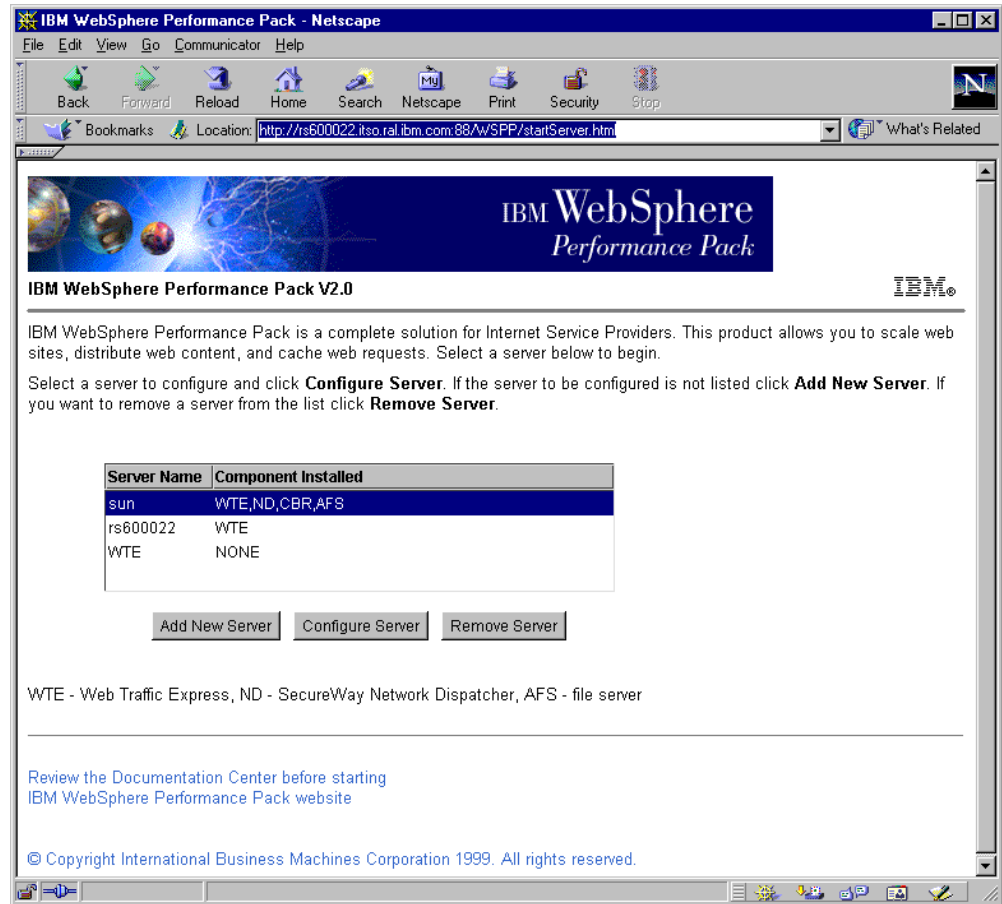 IBM WebSphere Performance Pack - Netscape
File Edit View Go Communicator Help
My
N
Back Forward Reload Home Search Netscape Print Security Stop
Bookmarks Location: http://rs600022.itso.ral.ibm.com:88/WSPP/startServer.html What's Related
IBM WebSphere
Performance Pack
IBM WebSphere Performance Pack V2.0
IBM®
IBM WebSphere Performance Pack is a complete solution for Internet Service Providers. This product allows you to scale web
sites, distribute web content, and cache web requests. Select a server below to begin.
Select a server to configure and click Configure Server. If the server to be configured is not listed click Add New Server. If
you want to remove a server from the list click Remove Server.
Server Name Component Installed
sun WTE,ND,CBR,AFS
rs600022 WTE
WTE NONE
Add New Server Configure Server Remove Server
WTE - Web Traffic Express, ND - SecureWay Network Dispatcher, AFS - file server
Review the Documentation Center before starting
IBM WebSphere Performance Pack website
© Copyright International Business Machines Corporation 1999. All rights reserved.